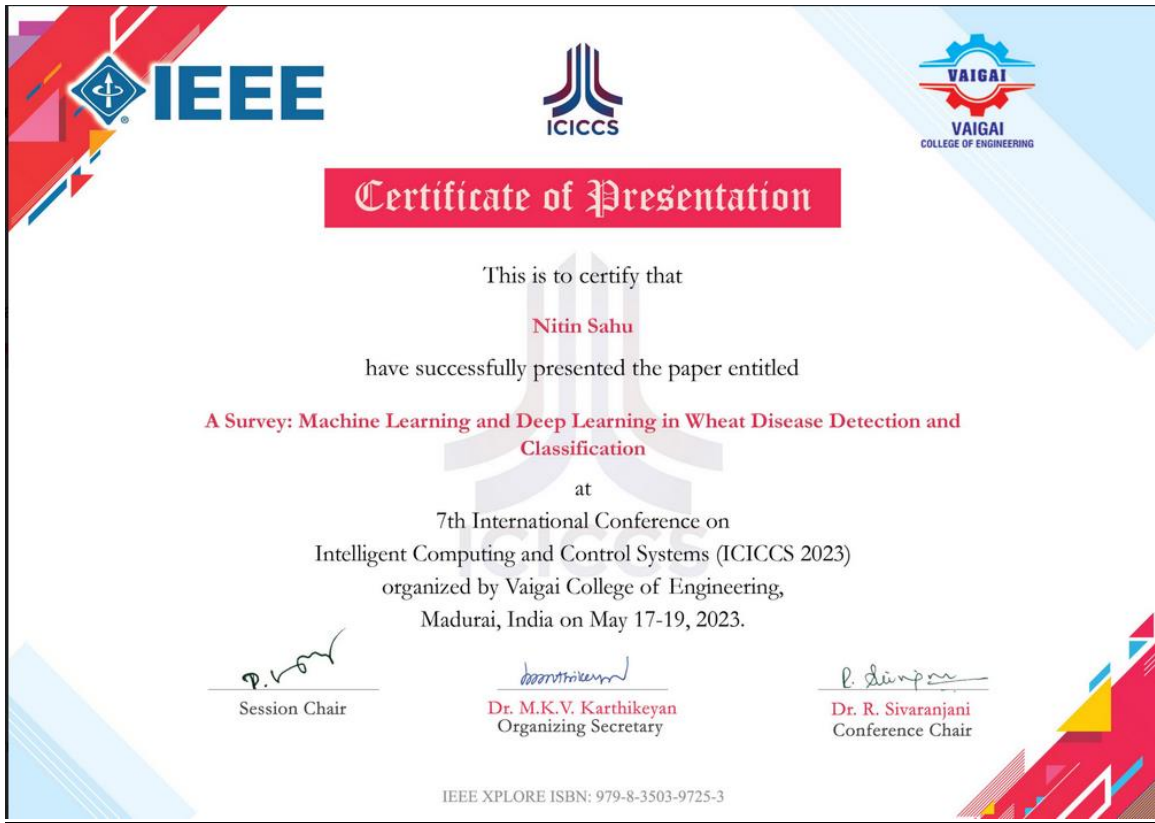 IEEE
ICICCS
VAIGAI
VAIGAI
COLLEGE OF ENGINEERING
Certificate of Presentation
This is to certify that
Nitin Sahu
have successfully presented the paper entitled
A Survey: Machine Learning and Deep Learning in Wheat Disease Detection and
Classification
at
7th International Conference on
Intelligent Computing and Control Systems (ICICCS 2023)
organized by Vaigai College of Engineering,
Madurai, India on May 17-19, 2023.
Session Chair
Dr. M.K.V. Karthikeyan
Organizing Secretary
Dr. R. Sivaranjani
Conference Chair
ICICCS
IEEE XPLORE ISBN: 979-8-3503-9725-3